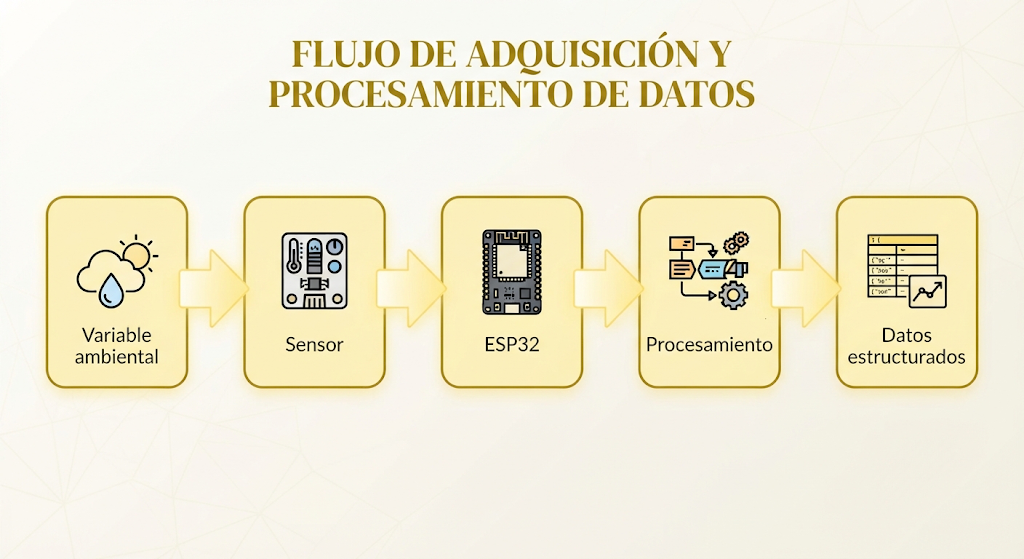 FLUJO DE ADQUISICIÓN Y
PROCESAMIENTO DE DATOS
Variable
ambiental
Sensor
ESP32
Procesamiento
Datos
estructurados